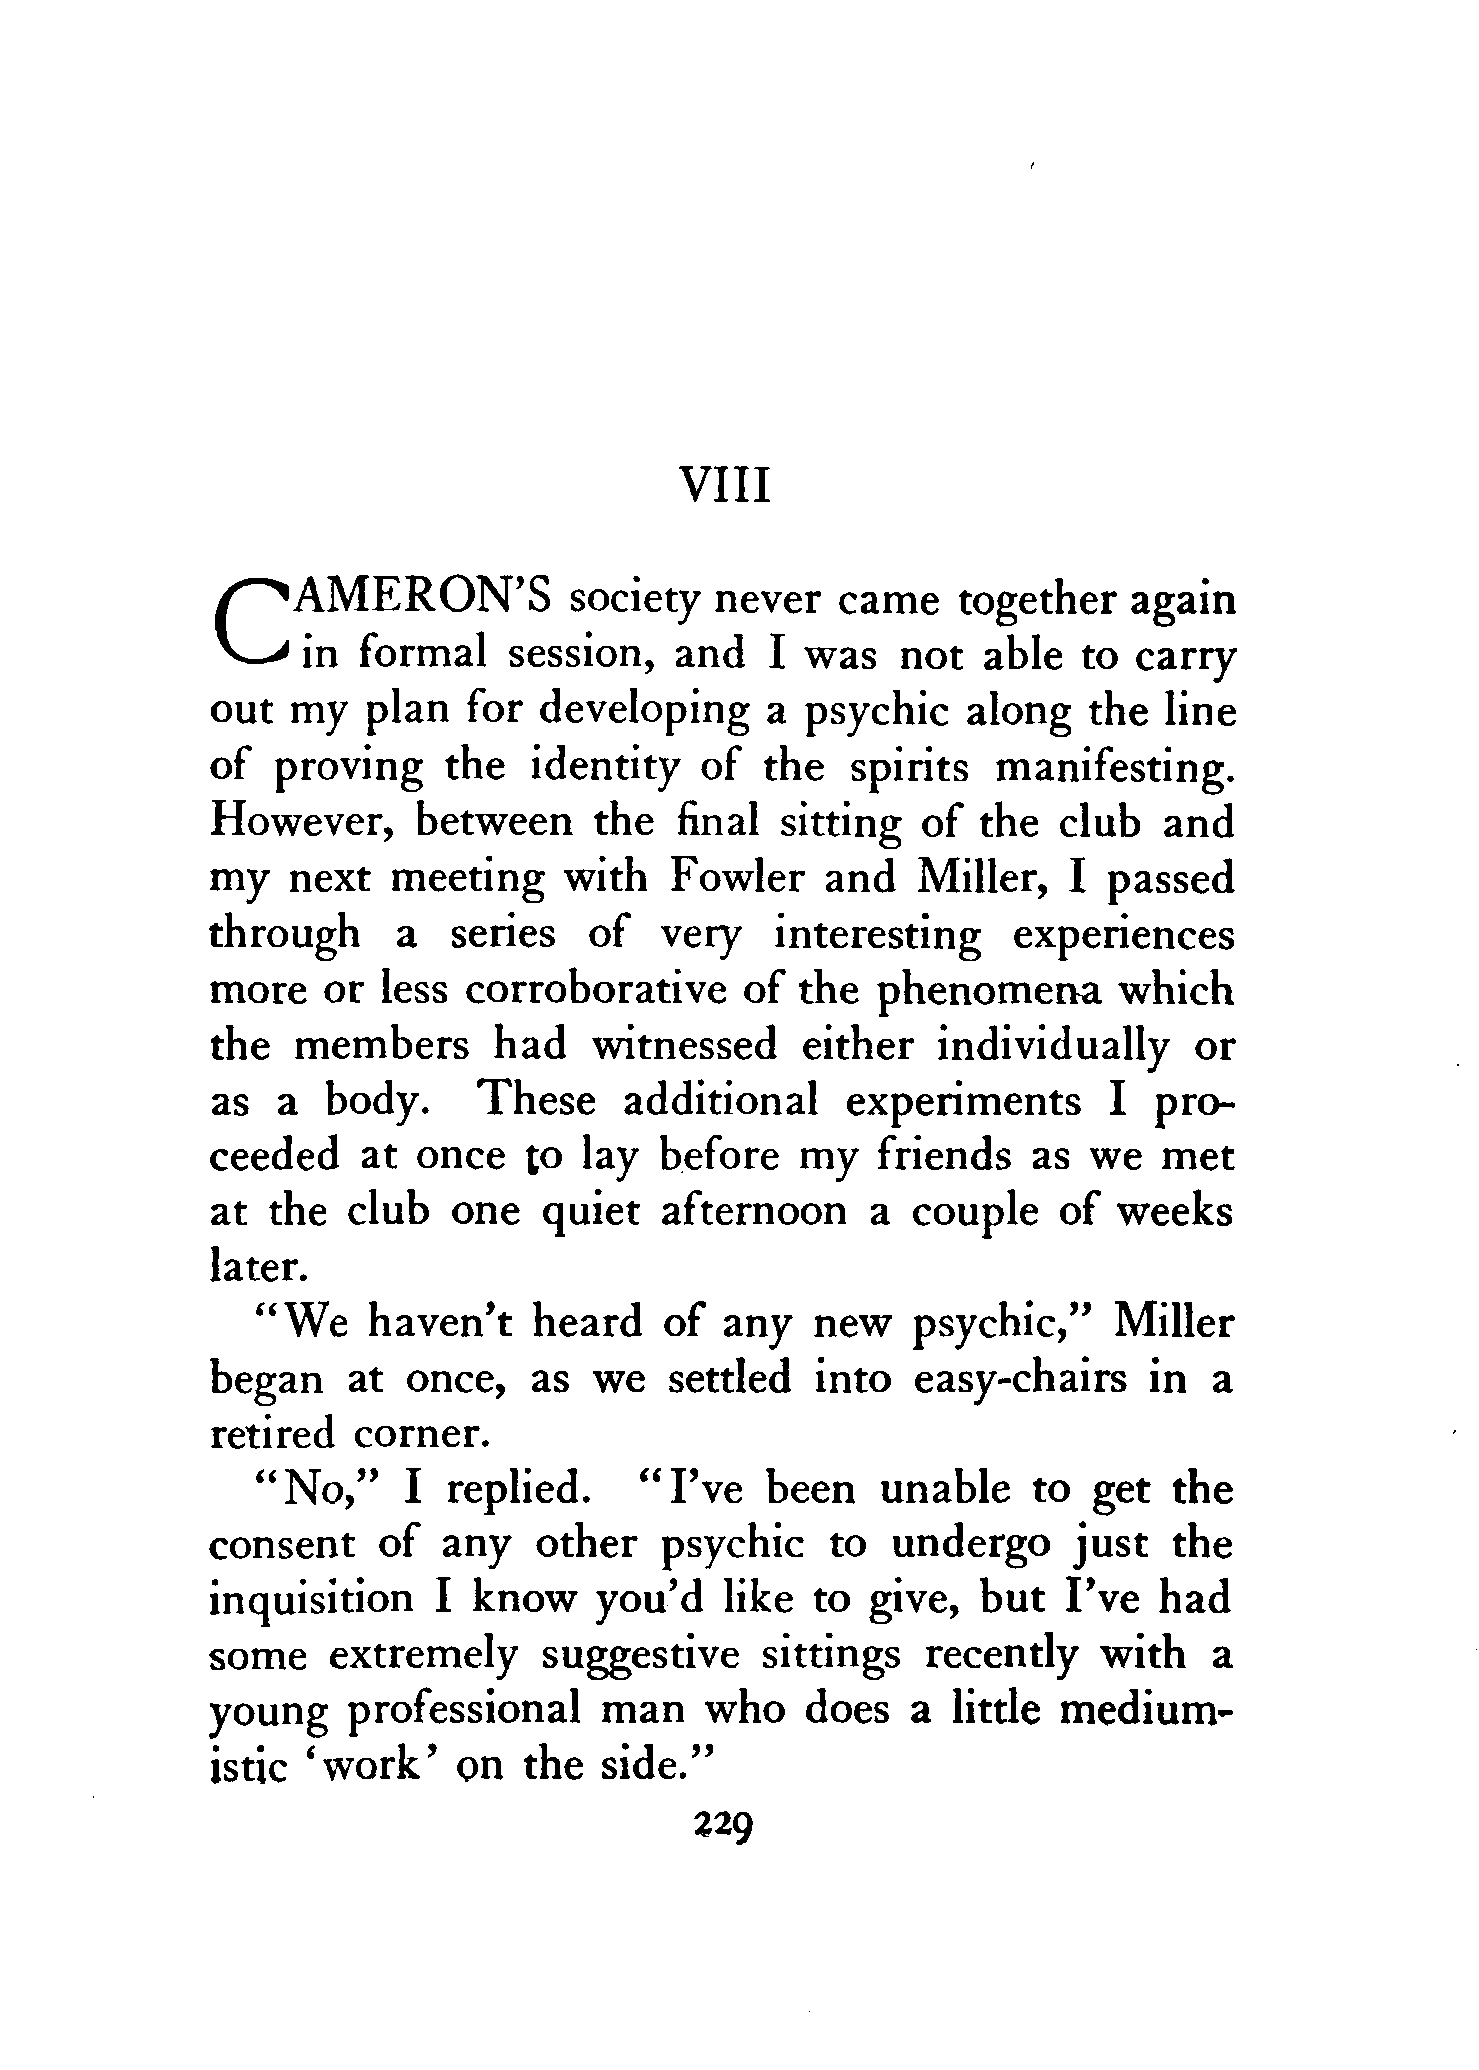 VIII
CAMERON'S society never came together again
in formal session, and I was not able to carry
out my plan for developing a psychic along the line
of proving the identity of the spirits manifesting.
However, between the final sitting of the club and
my next meeting with Fowler and Miller, I passed
through a series of very interesting experiences
more or less corroborative of the phenomena which
the members had witnessed either individually or
as a body. These additional experiments I pro-
ceeded at once to lay before my friends as we met
at the club one quiet afternoon a couple of weeks
later.
"We haven't heard of any new psychic," Miller
began at once, as we settled into easy-chairs in a
retired corner.
"No," I replied. "I've been unable to get the
consent of any other psychic to undergo just the
inquisition I know you'd like to give, but I've had
some extremely suggestive sittings recently with a
young professional man who does a little medium-
istic 'work' on the side."
229